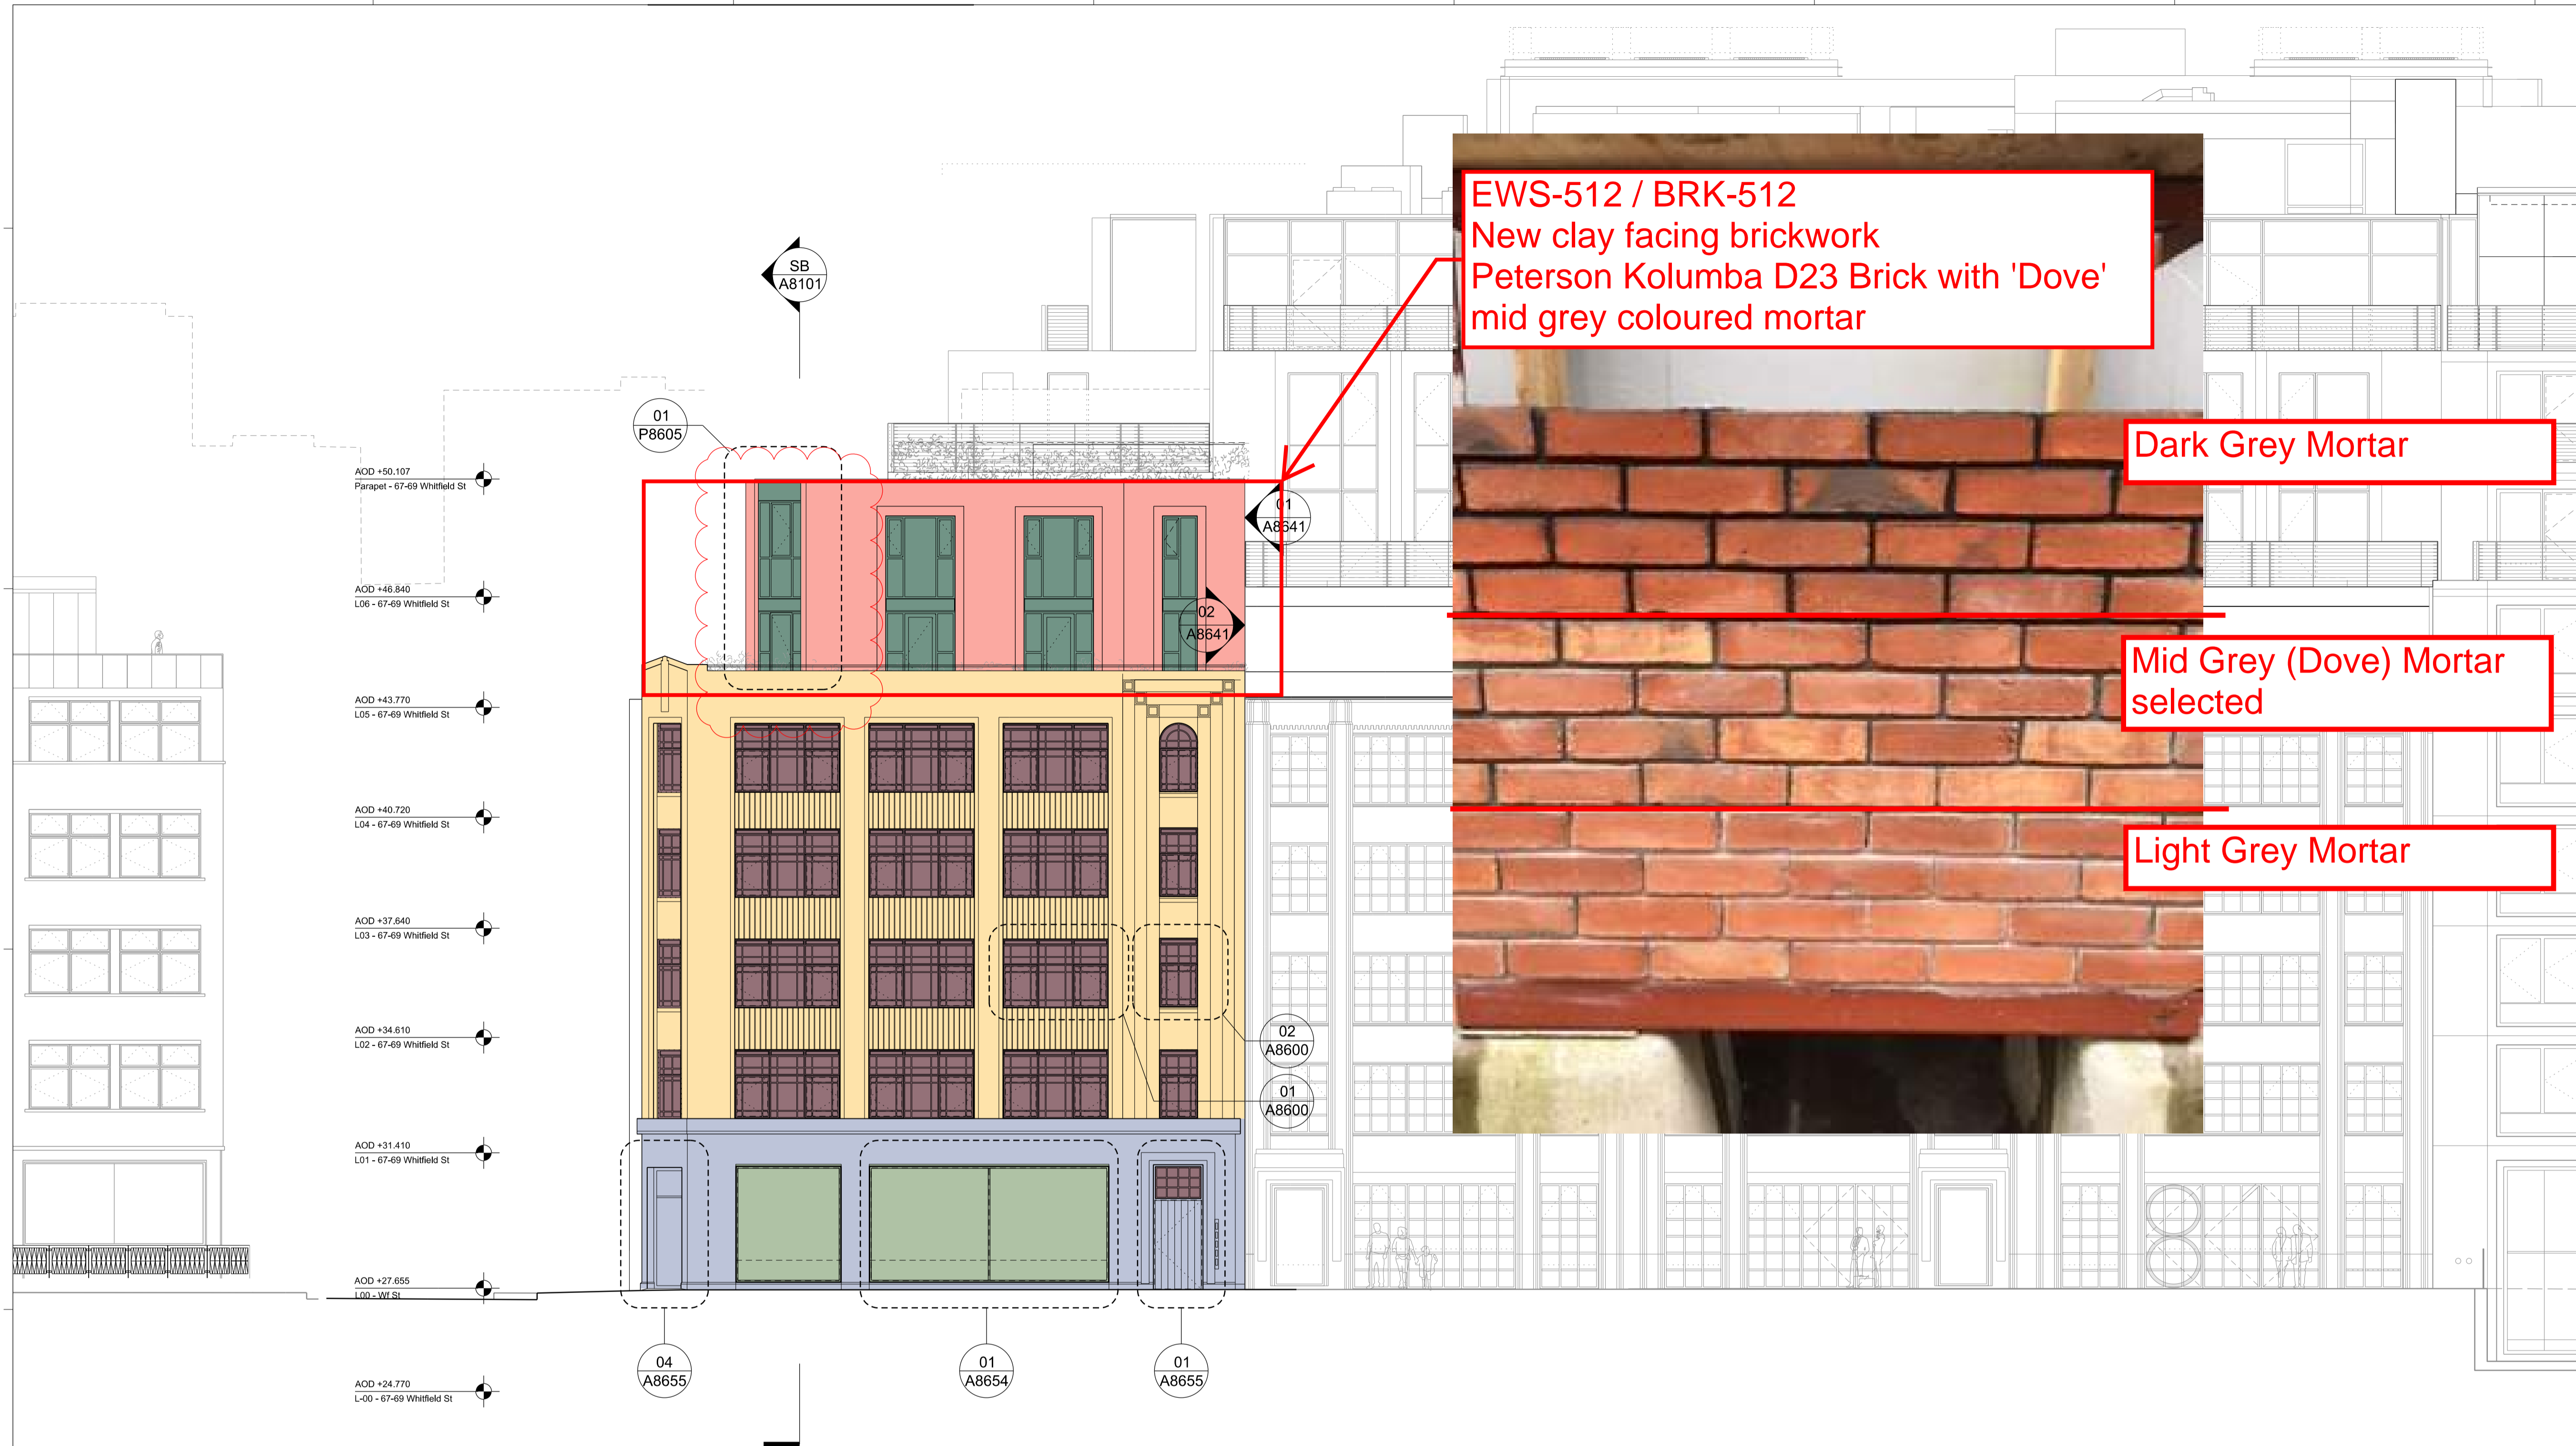 EWS-512 / BRK-512
New clay facing brickwork
Peterson Kolumba D23 Brick with 'Dove'
mid grey coloured mortar
SB
A8101
01
P8605
Dark Grey Mortar
AOD +50.107
Parapet - 67-69 Whitfield St
01
A8641
AOD +46.840
L06 - 67-69 Whitfield St
02
A8641
Mid Grey (Dove) Mortar
selected
AOD +43.770
L05 - 67-69 Whitfield St
AOD +40.720
L04 - 67-69 Whitfield St
Light Grey Mortar
AOD +37.640
L03 - 67-69 Whitfield St
AOD +34.610
L02 - 67-69 Whitfield St
02
A8600
01
A8600
AOD +31.410
L01 - 67-69 Whitfield St
AOD +27.655
L00 - Wf St
04
A8655
01
A8654
01
A8655
AOD +24.770
L-00 - 67-69 Whitfield St